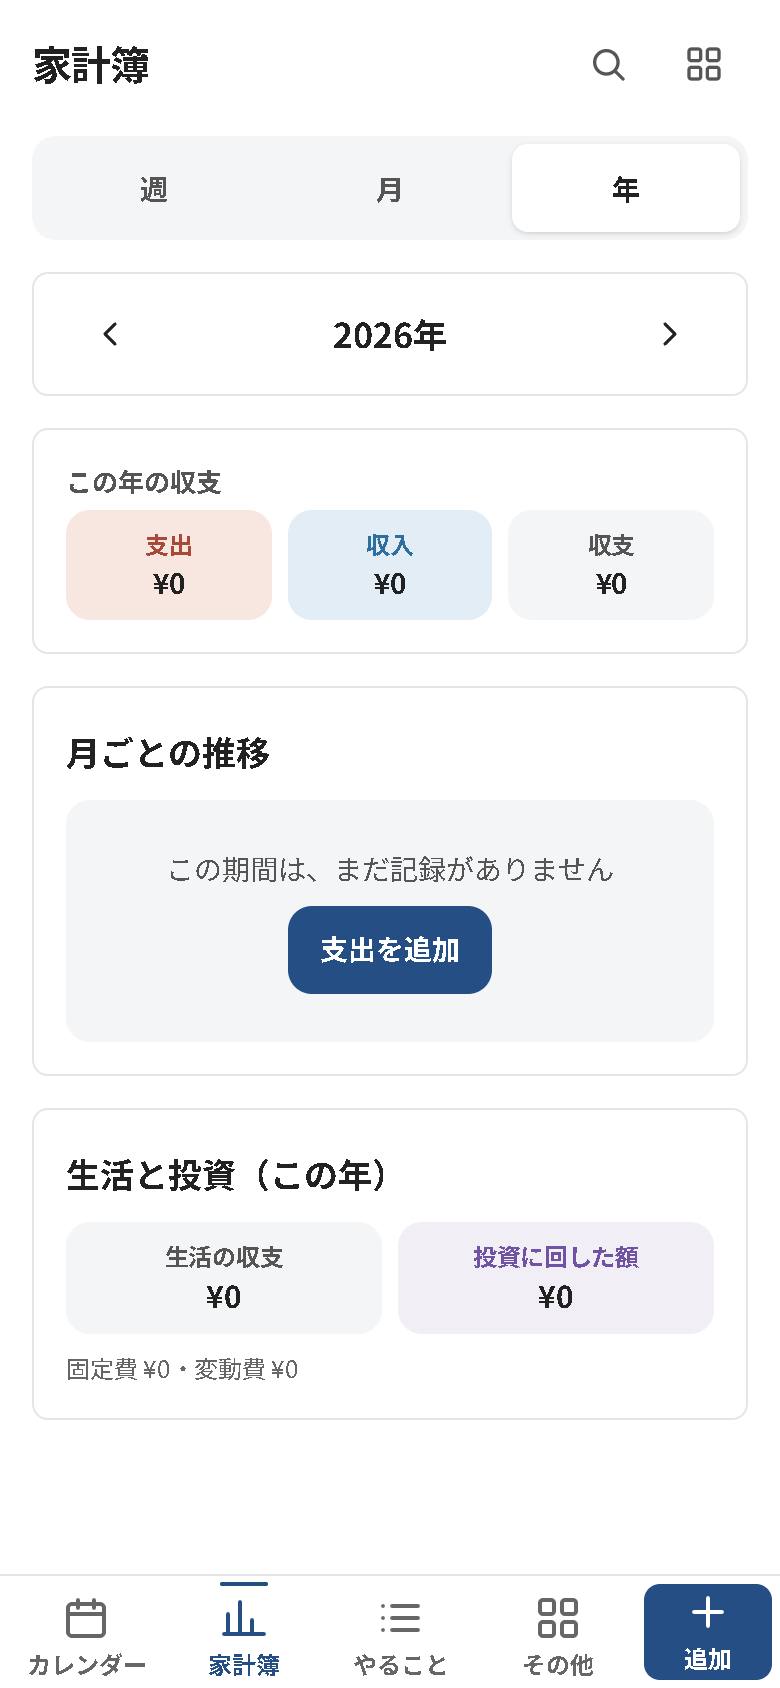 家計簿
週 月 年
2026年
この年の収支
支出 収入 収支
¥0 ¥0 ¥0
月ごとの推移
この期間は、まだ記録がありません
支出を追加
生活と投資（この年）
生活の収支 投資に回した額
¥0 ¥0
固定費 ¥0・変動費 ¥0
カレンダー 家計簿 やること その他 追加